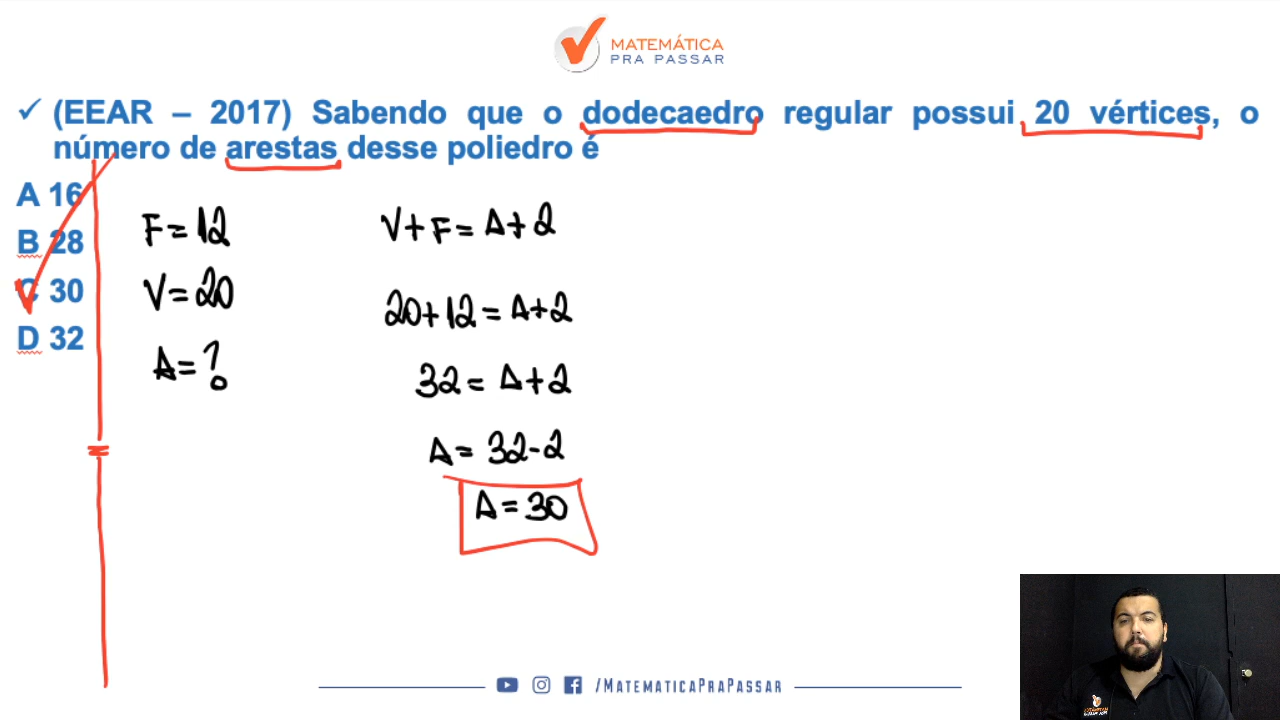 MATEMÁTICA
PRA PASSAR
✓ (EEAR – 2017) Sabendo que o dodecaedro regular possui 20 vértices, o
número de arestas desse poliedro é
A 16
B 28
C 30
D 32
F = 12
V = 20
A = ?
V + F = A + 2
20 + 12 = A + 2
32 = A + 2
A = 32 - 2
A = 30
/MATEMATICAPRAPASSAR